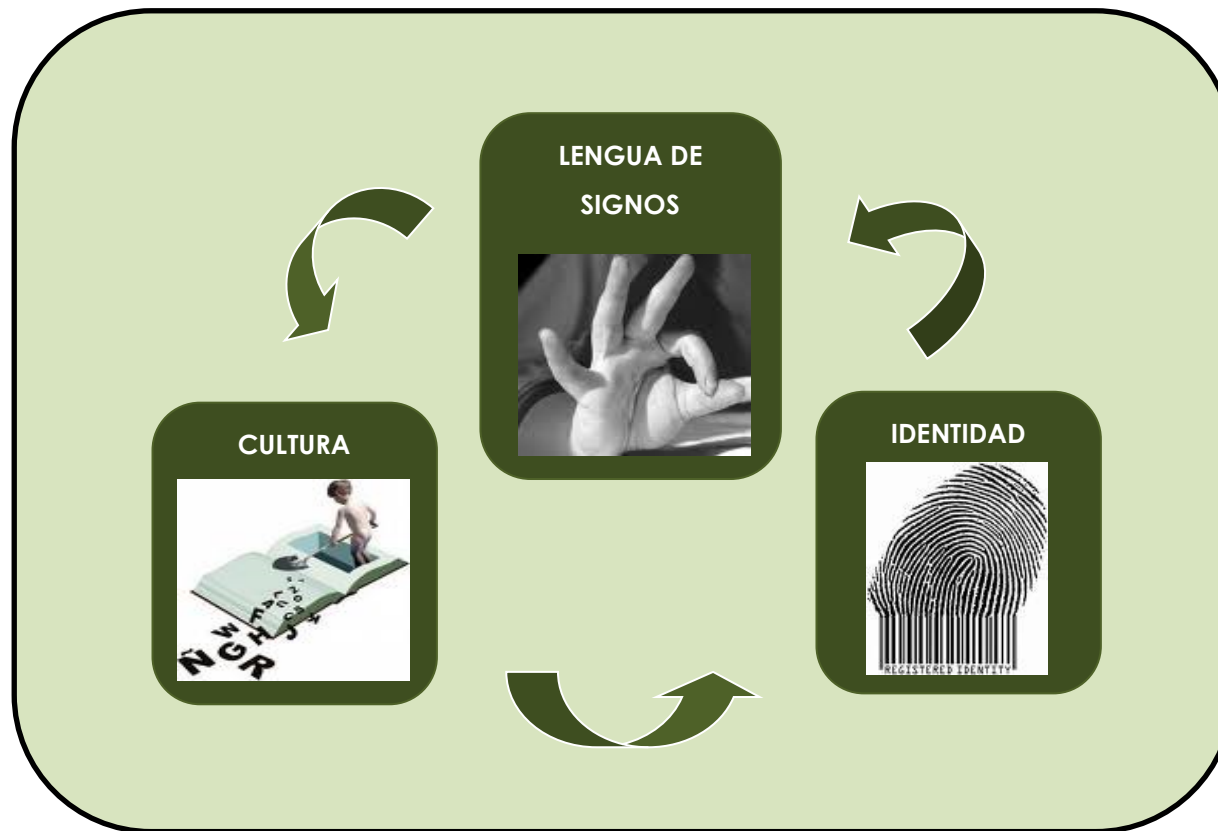 LENGUA DE
SIGNOS
CULTURA
IDENTIDAD
Ñ G R
W H J
F
REGISTERED IDENTITY